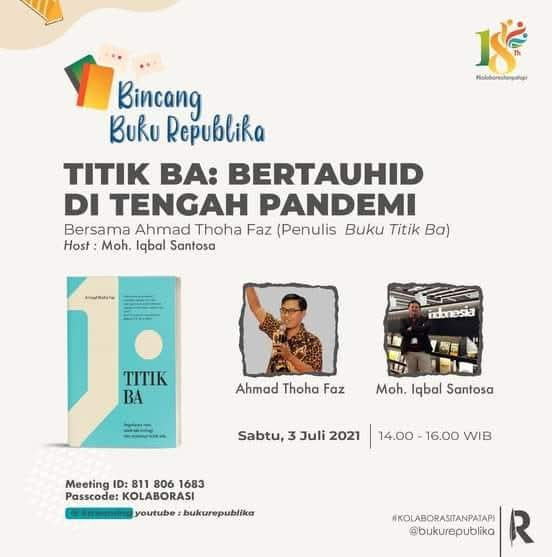 18 th
#kolaborasitanpatapi
Bincang
Buku Republika
TITIK BA: BERTAUHID
DI TENGAH PANDEMI
Bersama Ahmad Thoha Faz (Penulis Buku Titik Ba)
Host : Moh. Iqbal Santosa
Ahmad Thoha Faz
TITIK
BA
indonesia
Ahmad Thoha Faz
Moh. Iqbal Santosa
Sabtu, 3 Juli 2021
14.00 - 16.00 WIB
Meeting ID: 811 806 1683
Passcode: KOLABORASI
youtube : bukurepublika
#KOLABORASITANPATAPI
@bukurepublika
R